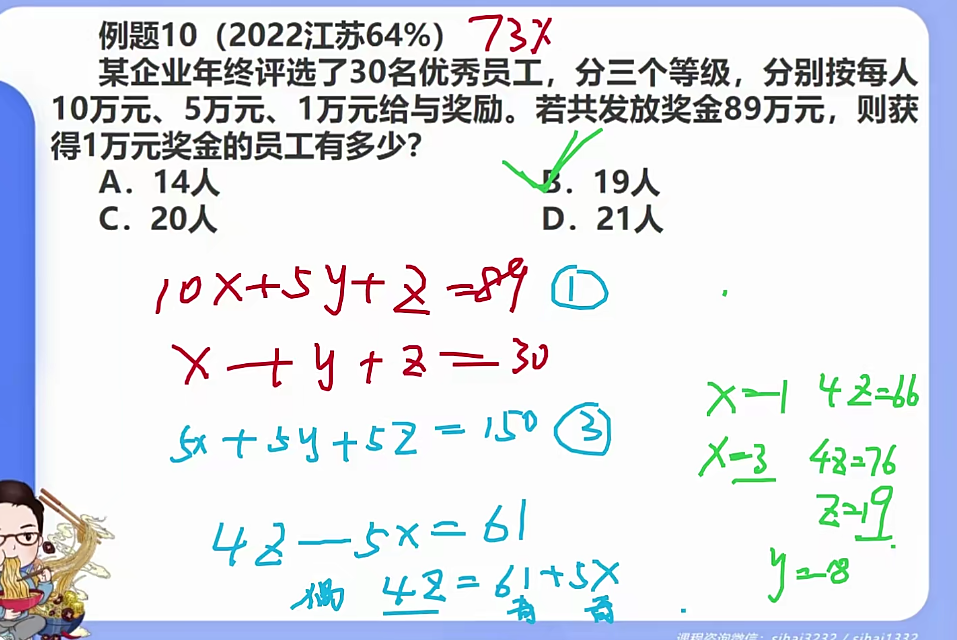 例题10（2022江苏64%） 73%
某企业年终评选了30名优秀员工，分三个等级，分别按每人
10万元、5万元、1万元给与奖励。若共发放奖金89万元，则获
得1万元奖金的员工有多少？
A．14人 B．19人
C．20人 D．21人
10x+5y+z=89 ①
x+y+z=30
5x+5y+5z=150 ③
x=1 4z=66
x=3 4z=76
z=19
y=8
4z-5x=61
偶 4z=61+5x
奇 奇
课程咨询微信：sihai3232 / sihai1332